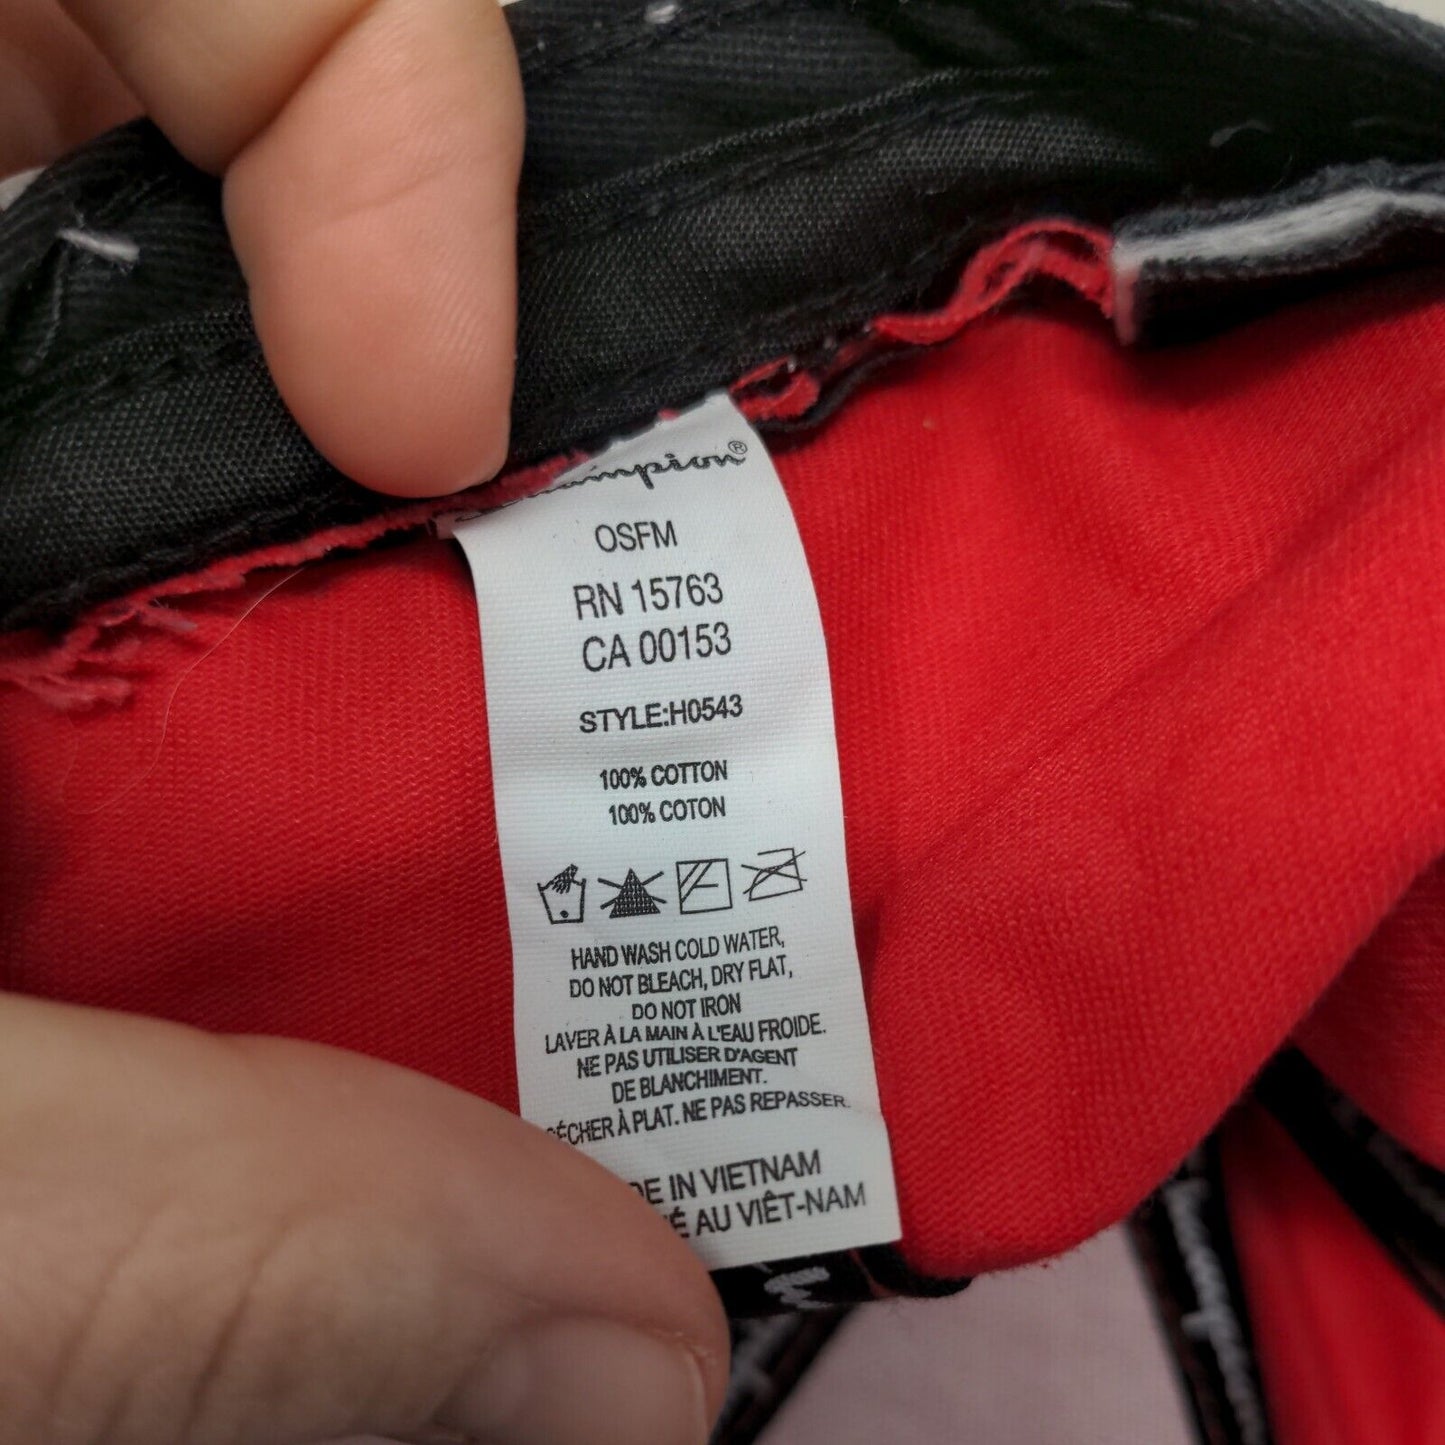 Champion®
OSFM
RN 15763
CA 00153
STYLE:H0543
100% COTTON
100% COTON
HAND WASH COLD WATER,
DO NOT BLEACH, DRY FLAT,
DO NOT IRON
LAVER À LA MAIN À L'EAU FROIDE.
NE PAS UTILISER D'AGENT
DE BLANCHIMENT.
SÉCHER À PLAT. NE PAS REPASSER.
IN VIETNAM
AU VIÊT-NAM